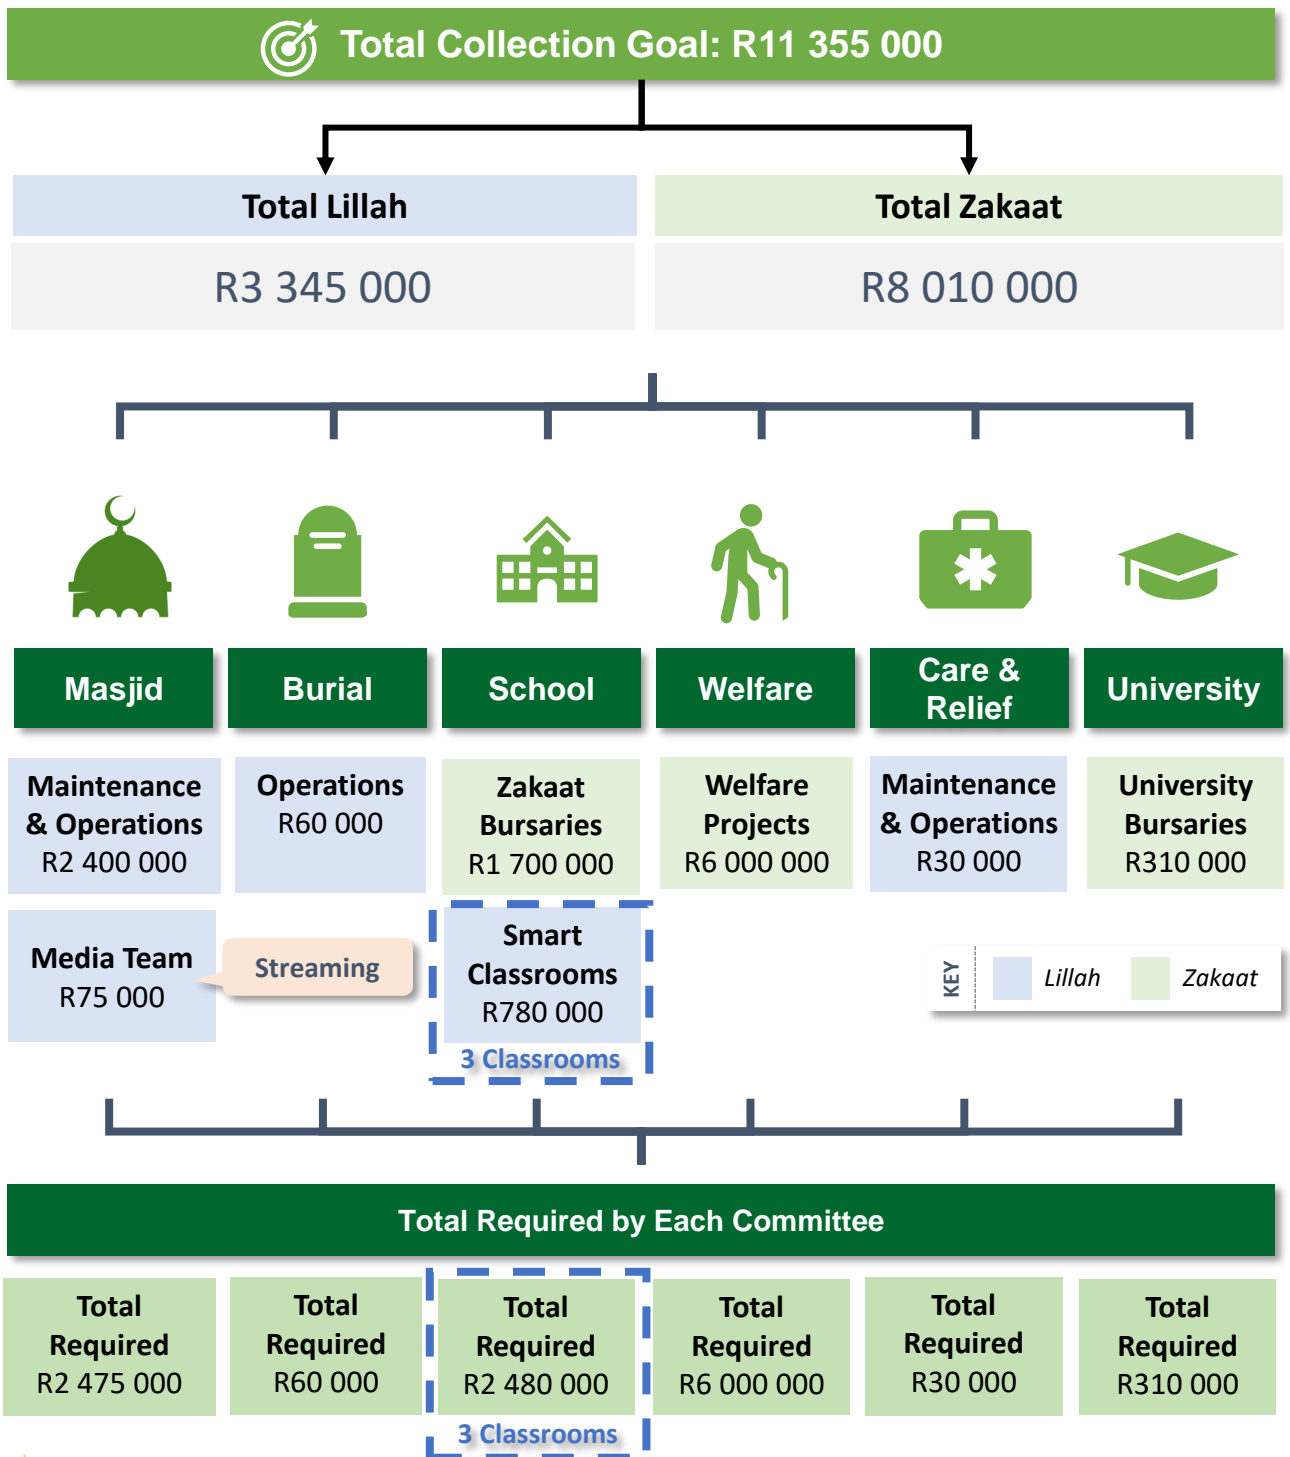 Total Collection Goal: R11 355 000
Total Lillah
Total Zakaat
R3 345 000
R8 010 000
Masjid
Burial
School
Welfare
Care &
Relief
University
Maintenance
& Operations
R2 400 000
Operations
R60 000
Zakaat
Bursaries
R1 700 000
Welfare
Projects
R6 000 000
Maintenance
& Operations
R30 000
University
Bursaries
R310 000
Media Team
R75 000
Streaming
Smart
Classrooms
R780 000
3 Classrooms
KEY
Lillah
Zakaat
Total Required by Each Committee
Total
Required
R2 475 000
Total
Required
R60 000
Total
Required
R2 480 000
3 Classrooms
Total
Required
R6 000 000
Total
Required
R30 000
Total
Required
R310 000